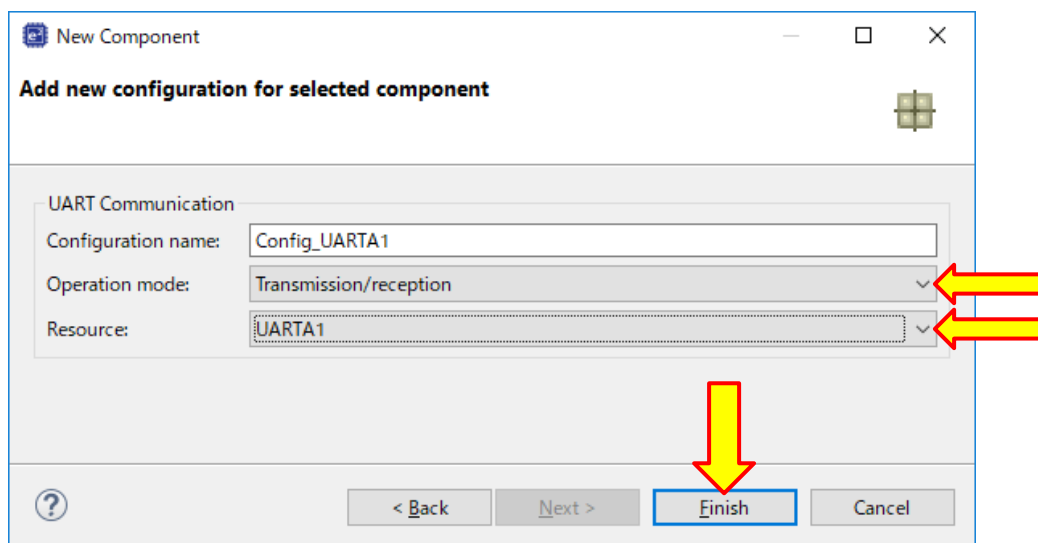 New Component
Add new configuration for selected component
UART Communication
Configuration name: Config_UARTA1
Operation mode: Transmission/reception
Resource: UARTA1
? < Back Next > Finish Cancel